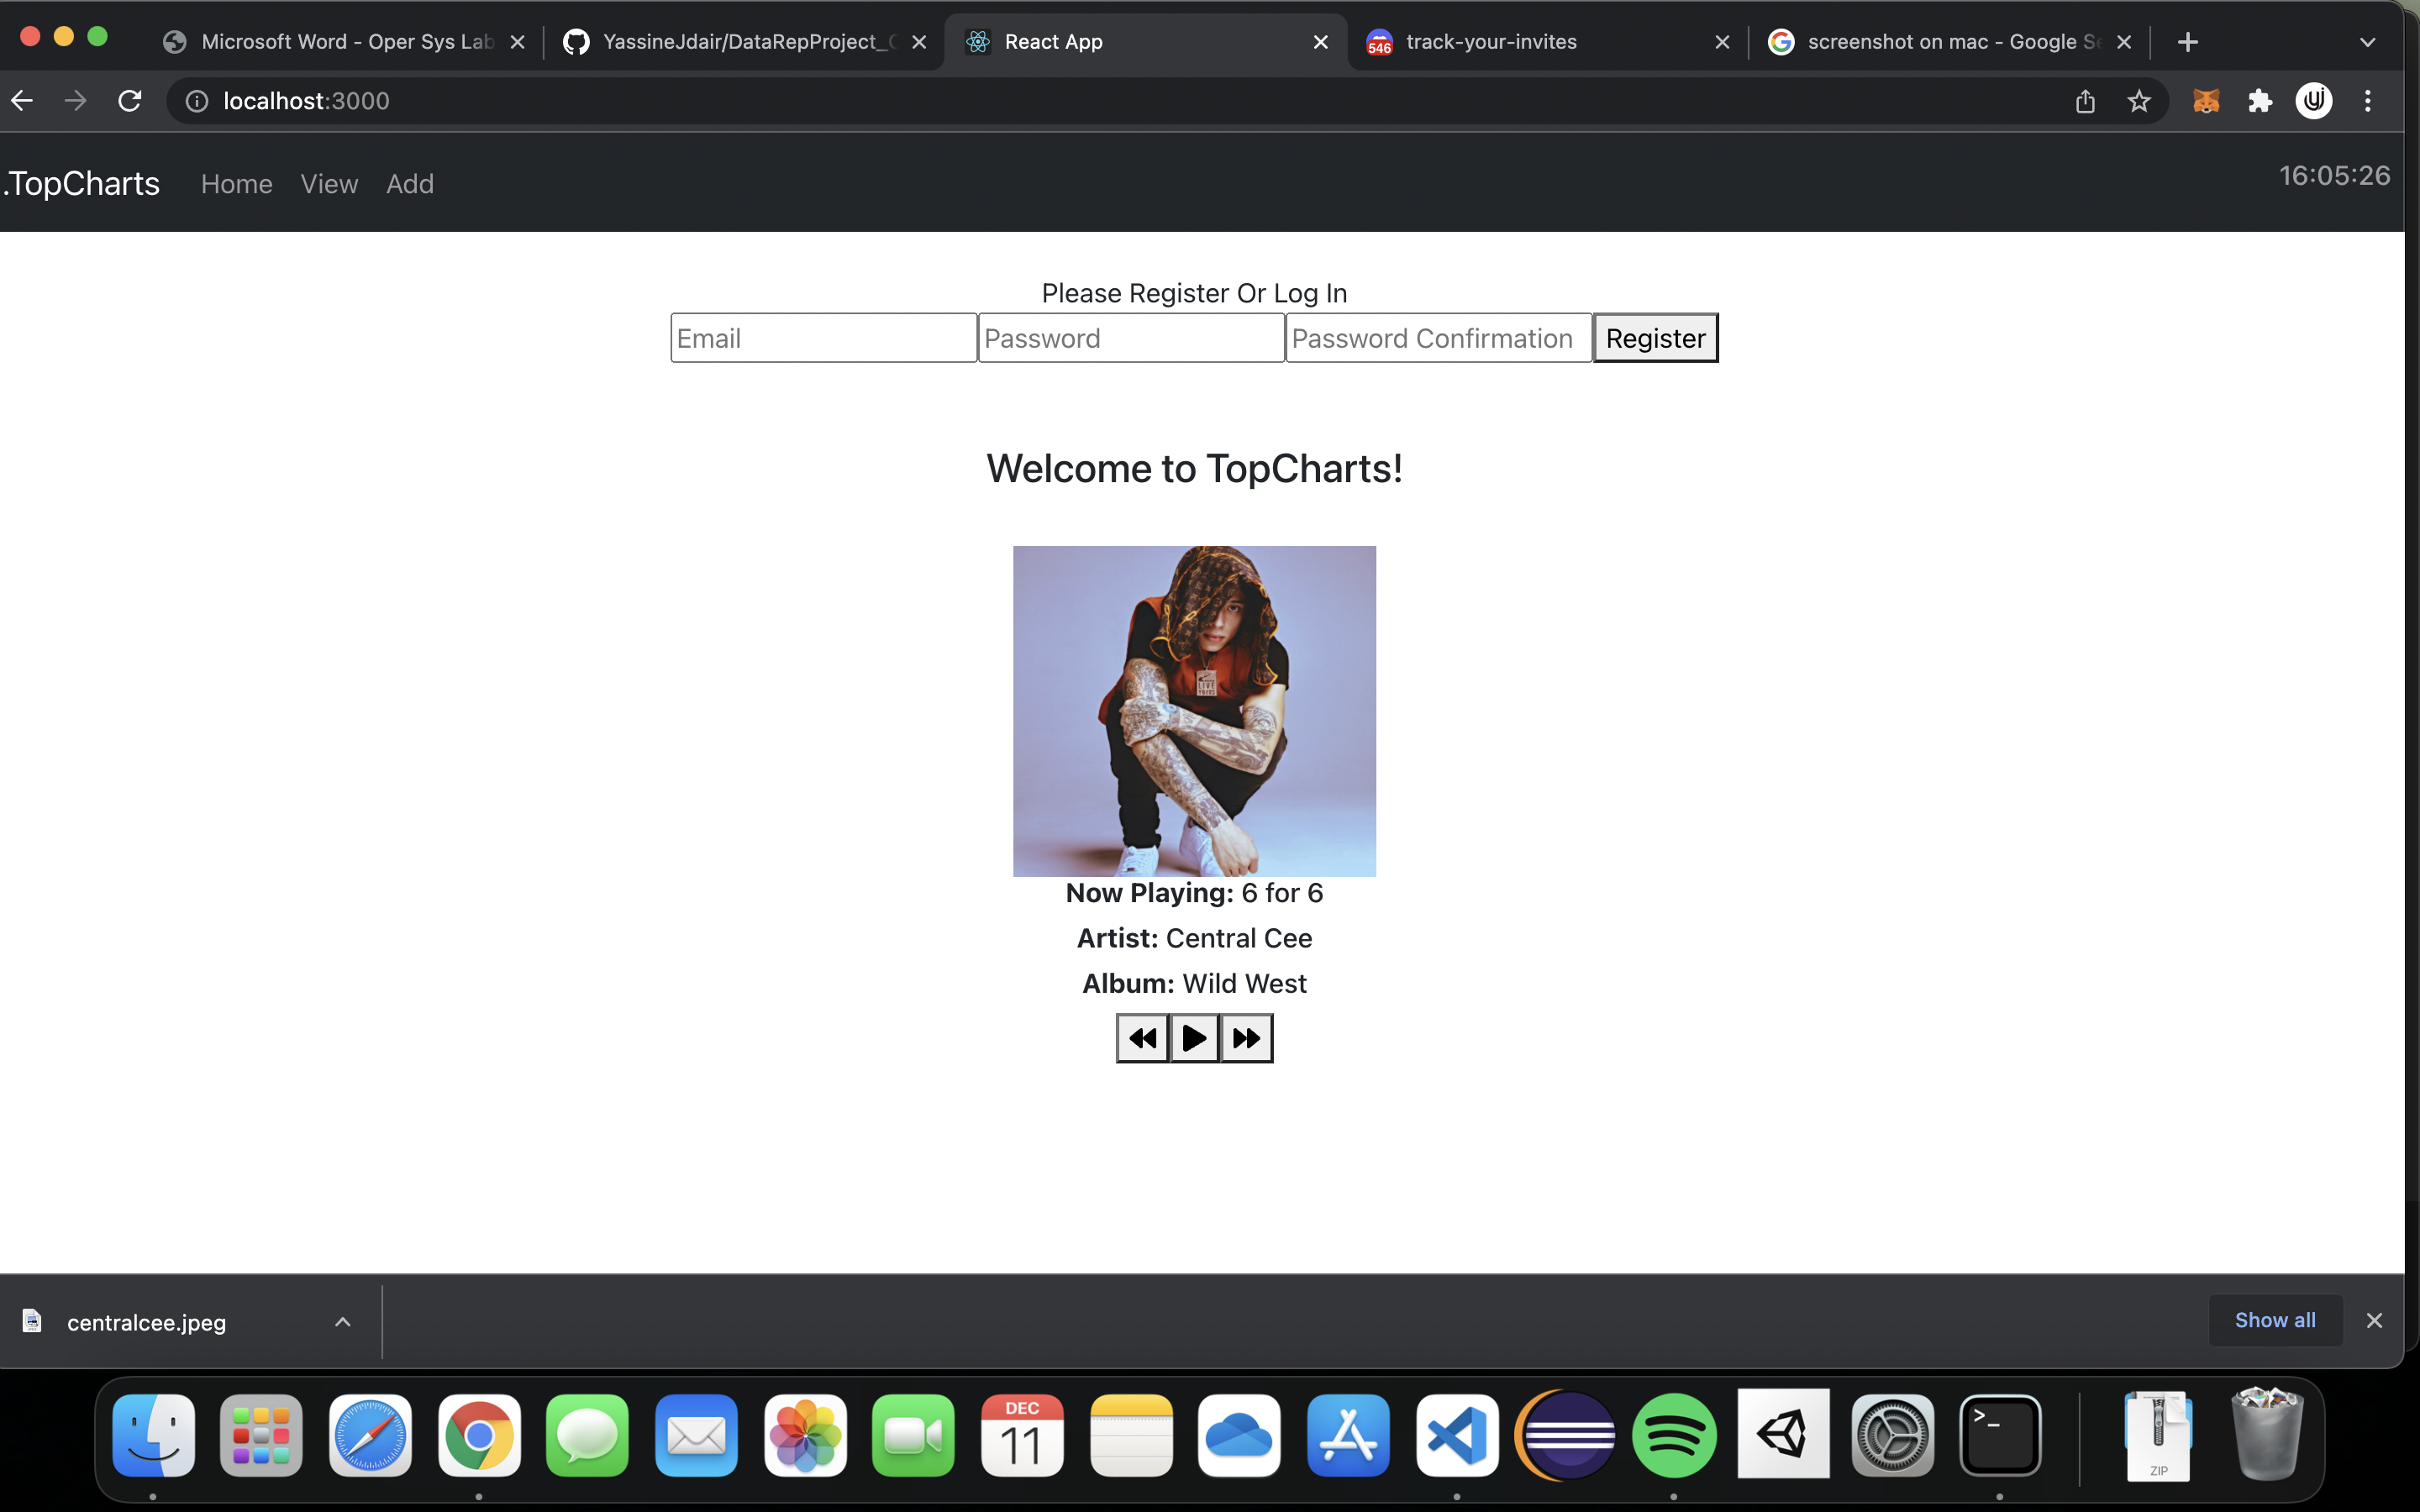 Microsoft Word - Oper Sys Lab
YassineJdair/DataRepProject_
React App
546
track-your-invites
screenshot on mac - Google Se
localhost:3000
.TopCharts Home View Add 16:05:26
Please Register Or Log In
Email Password Password Confirmation Register
Welcome to TopCharts!
LIVE
YOURS
Now Playing: 6 for 6
Artist: Central Cee
Album: Wild West
centralcee.jpeg
Show all
DEC
11
>_
ZIP